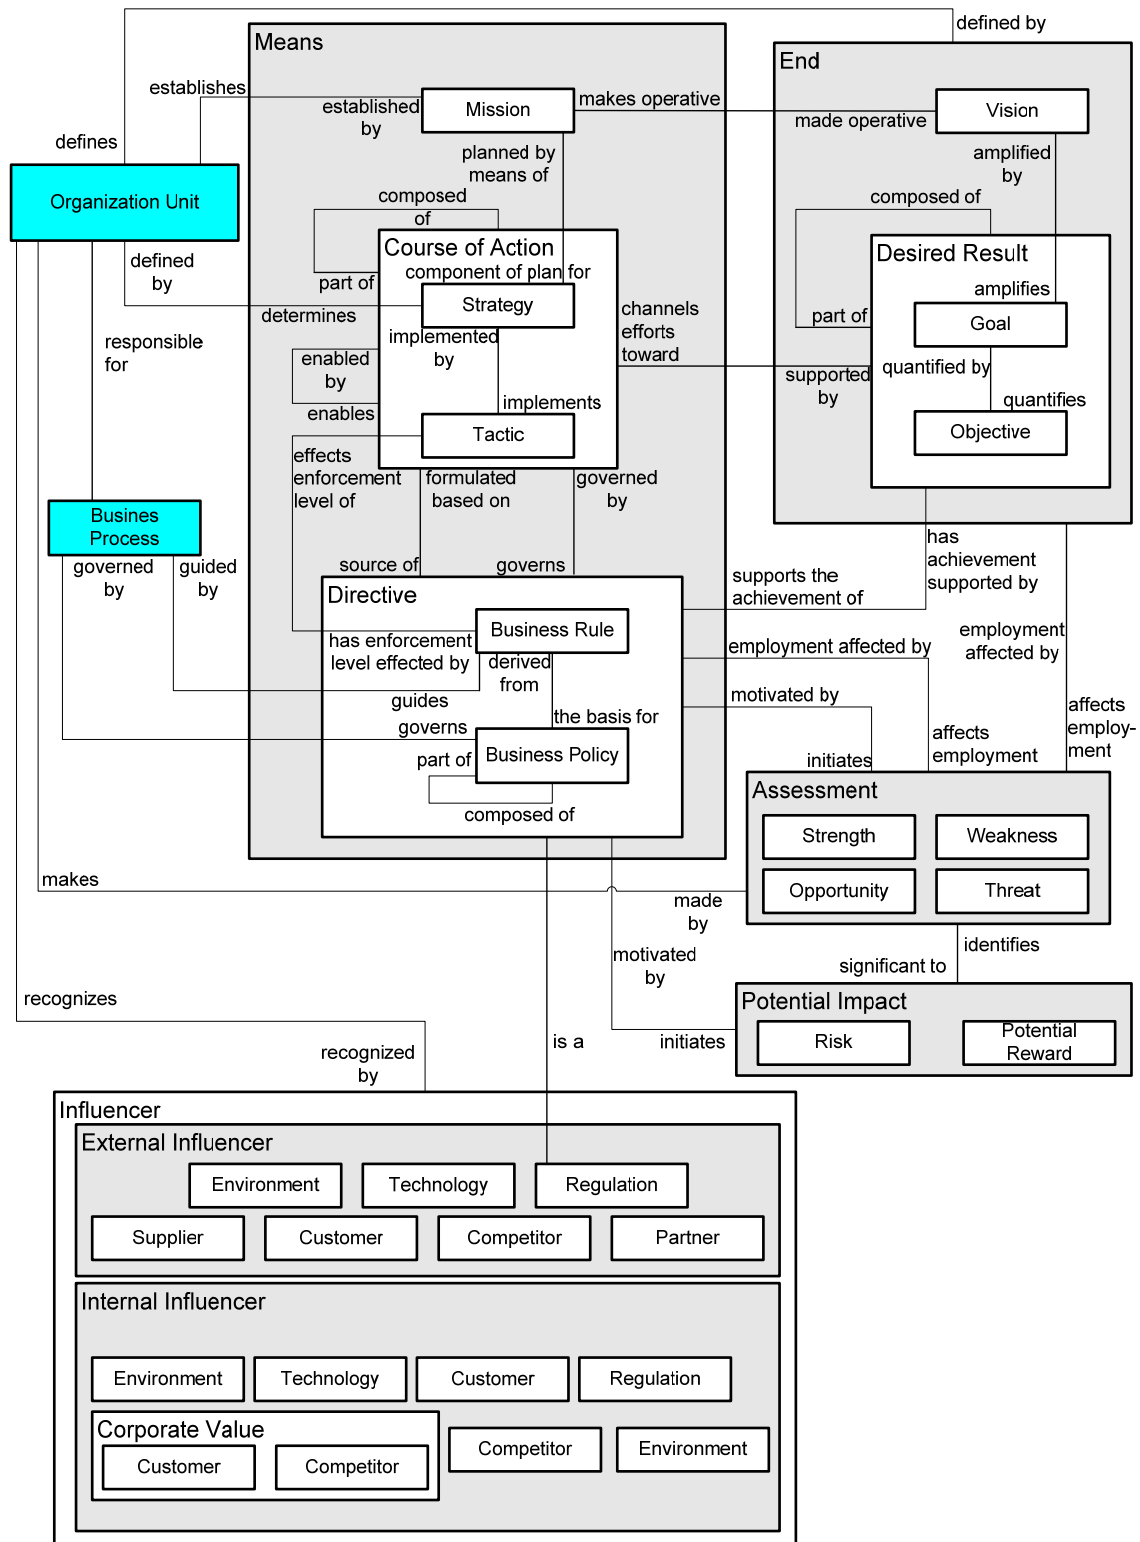 defined by
Means
End
establishes
established
by
Mission
makes operative
made operative
Vision
defines
planned by
means of
amplified
by
Organization Unit
composed
of
composed of
Course of Action
Desired Result
defined
by
part of
component of plan for
amplifies
determines
Strategy
channels
efforts
toward
part of
Goal
responsible
for
implemented
by
enabled
by
supported
by
quantified by
enables
implements
quantifies
Tactic
Objective
effects
enforcement
level of
formulated
based on
governed
by
Busines
Process
governed
by
guided
by
source of
governs
has
achievement
supported by
supports the
achievement of
Directive
Business Rule
has enforcement
level effected by
derived
from
employment affected by
employment
affected by
guides
motivated by
the basis for
governs
affects
employ-
ment
affects
employment
part of
Business Policy
initiates
composed of
Assessment
Strength
Weakness
makes
Opportunity
Threat
made
by
motivated
by
identifies
significant to
recognizes
Potential Impact
is a
initiates
Risk
Potential
Reward
recognized
by
Influencer
External Influencer
Environment
Technology
Regulation
Supplier
Customer
Competitor
Partner
Internal Influencer
Environment
Technology
Customer
Regulation
Corporate Value
Customer
Competitor
Competitor
Environment